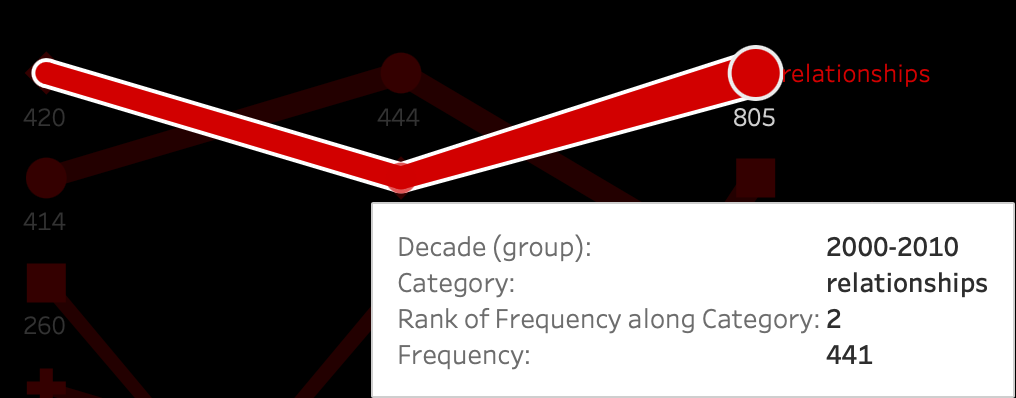 relationships
420
444
805
414
260
Decade (group): 2000-2010
Category: relationships
Rank of Frequency along Category: 2
Frequency: 441